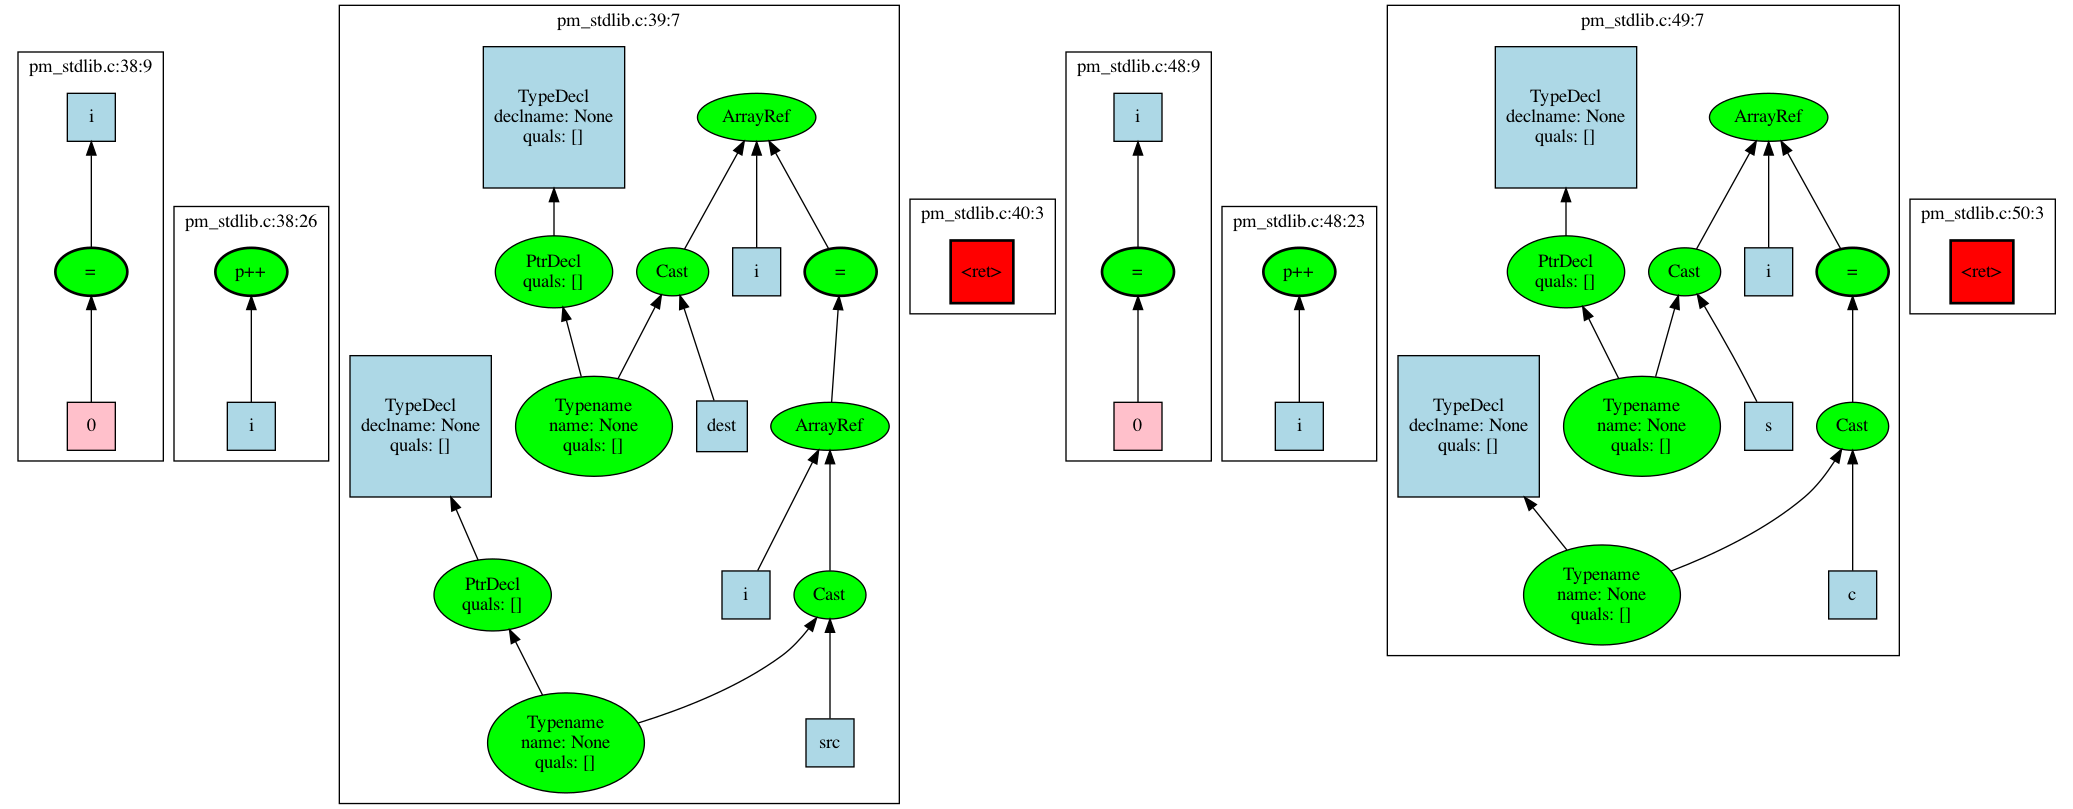 pm_stdlib.c:38:9
i
=
0
pm_stdlib.c:38:26
p++
i
pm_stdlib.c:39:7
TypeDecl
declname: None
quals: []
ArrayRef
PtrDecl
quals: []
Cast
i
=
TypeDecl
declname: None
quals: []
Typename
name: None
quals: []
dest
ArrayRef
PtrDecl
quals: []
i
Cast
Typename
name: None
quals: []
src
pm_stdlib.c:40:3
<ret>
pm_stdlib.c:48:9
i
=
0
pm_stdlib.c:48:23
p++
i
pm_stdlib.c:49:7
TypeDecl
declname: None
quals: []
ArrayRef
PtrDecl
quals: []
Cast
i
=
TypeDecl
declname: None
quals: []
Typename
name: None
quals: []
s
Cast
Typename
name: None
quals: []
c
pm_stdlib.c:50:3
<ret>